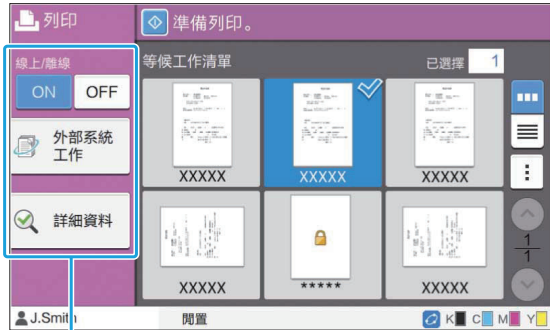 列印
準備列印。
線上/離線
ON OFF
外部系統
工作
詳細資料
等候工作清單
已選擇 1
XXXXX
XXXXX
XXXXX
XXXXX
*****
XXXXX
1
1
J.Smith
閒置
K C M Y